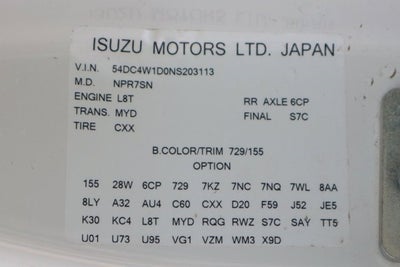 ISUZU MOTORS LTD. JAPAN
V.I.N. 54DC4W1D0NS203113
M.D. NPR7SN
ENGINE L8T RR AXLE 6CP
TRANS. MYD FINAL S7C
TIRE CXX
B.COLOR/TRIM 729/155
OPTION
155 28W 6CP 729 7KZ 7NC 7NQ 7WL 8AA
8LY A32 AU4 C60 CXX D20 F59 J52 JE5
K30 KC4 L8T MYD RQG RWZ S7C SAY TT5
U01 U73 U95 VG1 VZM WM3 X9D